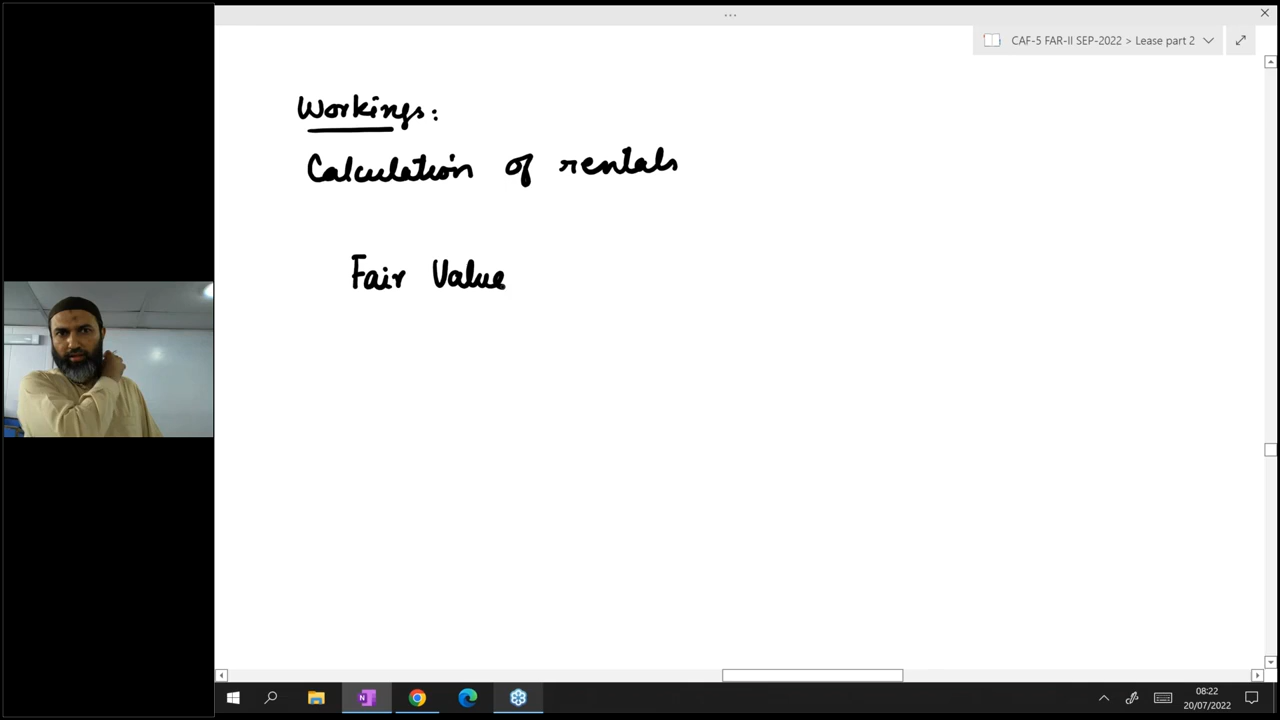 CAF-5 FAR-II SEP-2022 > Lease part 2
Workings:
Calculation of rentals
Fair Value
08:22
20/07/2022